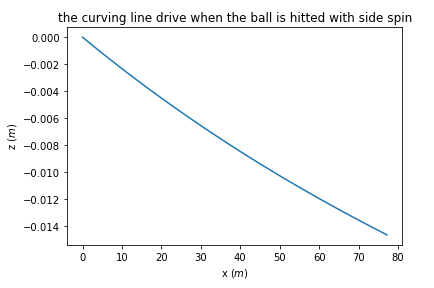 the curving line drive when the ball is hitted with side spin
0.000
−0.002
−0.004
−0.006
−0.008
−0.010
−0.012
−0.014
z (m)
0 10 20 30 40 50 60 70 80
x (m)